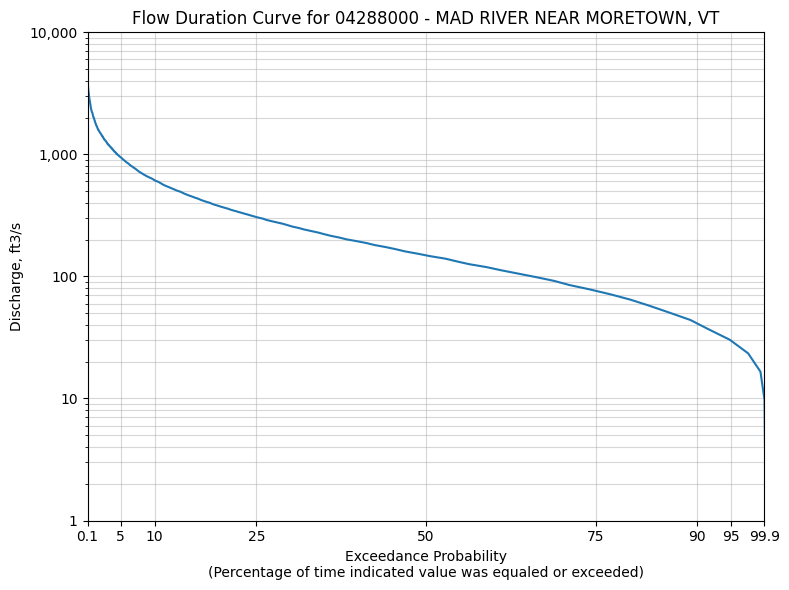 Flow Duration Curve for 04288000 - MAD RIVER NEAR MORETOWN, VT
10,000
1,000
100
10
1
Discharge, ft3/s
0.1 5 10 25 50 75 90 95 99.9
Exceedance Probability
(Percentage of time indicated value was equaled or exceeded)